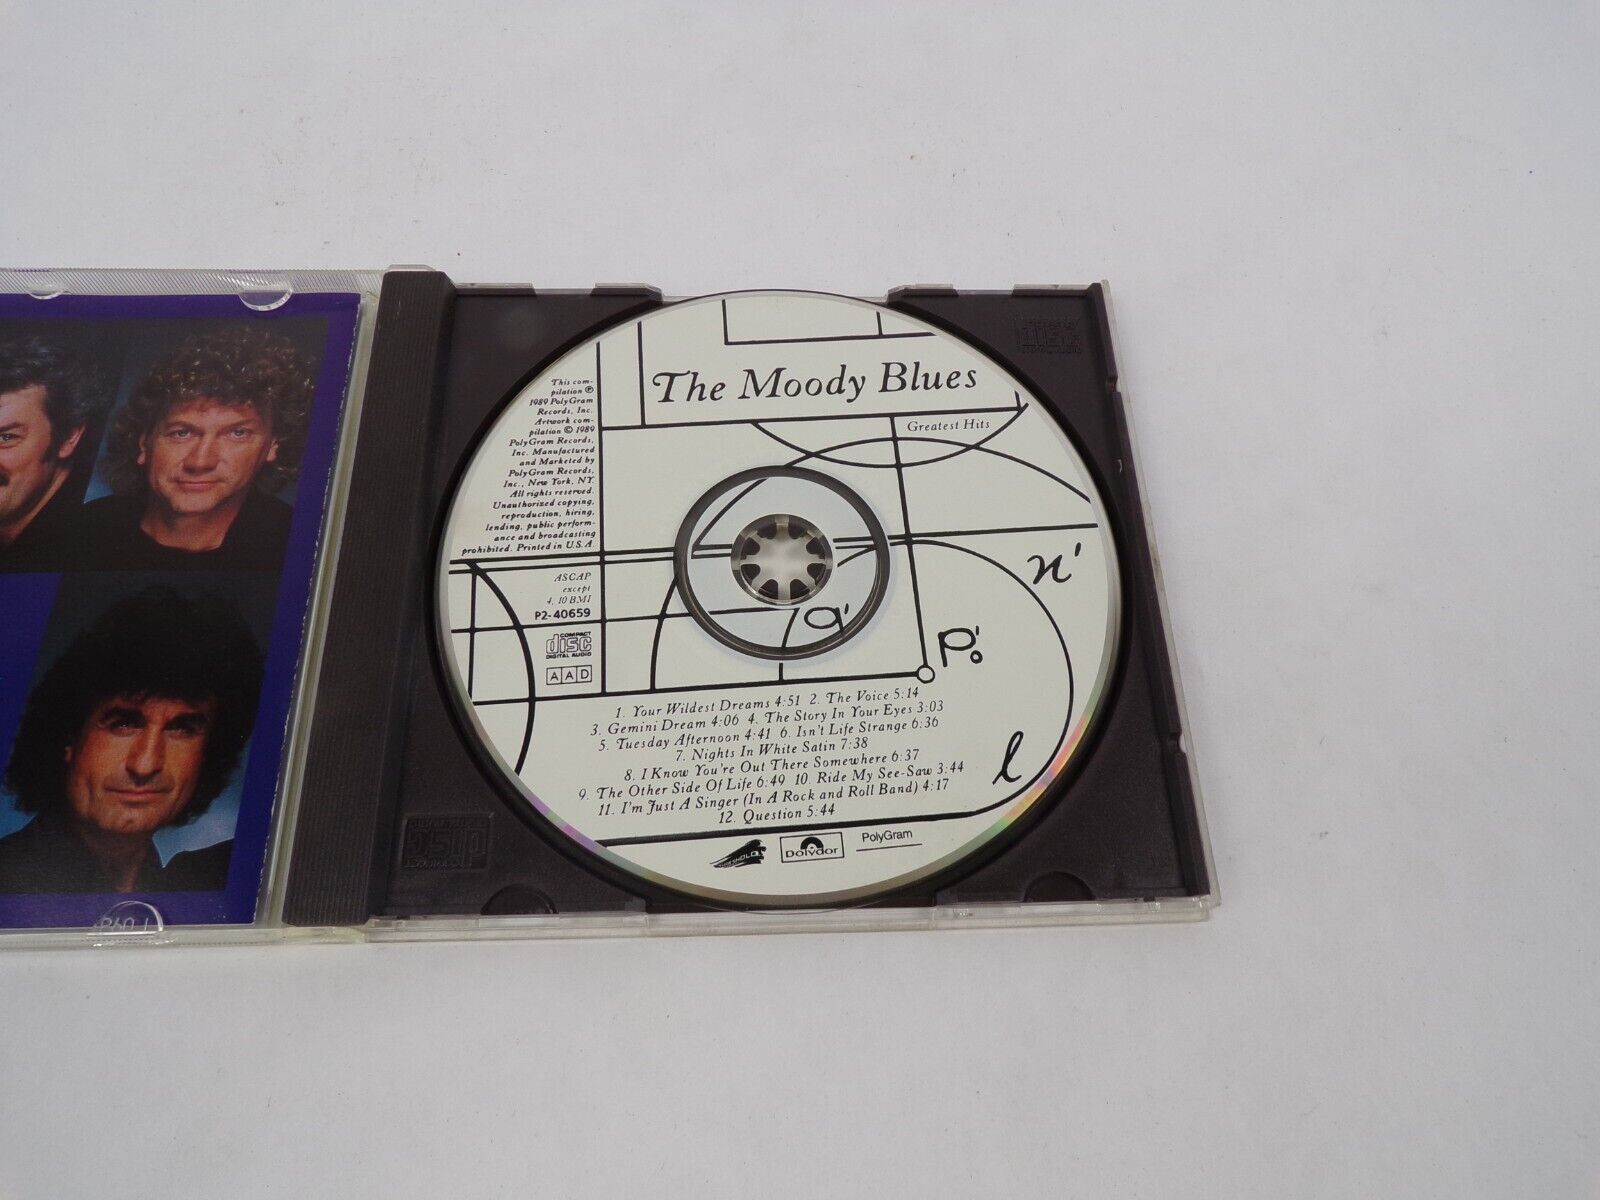 The Moody Blues
Greatest Hits
This com-
pilation ℗
1989 PolyGram
Records, Inc.
Artwork com-
pilation © 1989
PolyGram Records,
Inc. Manufactured
and Marketed by
PolyGram Records,
Inc., New York, NY.
All rights reserved.
Unauthorized copying,
reproduction, hiring,
lending, public perform-
ance and broadcasting
prohibited. Printed in U.S.A.
ASCAP
except
4, 10 BMI
P2-40659
COMPACT
disc
DIGITAL AUDIO
AAD
n'
q'
p'o
l
1. Your Wildest Dreams 4:51 2. The Voice 5:14
3. Gemini Dream 4:06 4. The Story In Your Eyes 3:03
5. Tuesday Afternoon 4:41 6. Isn't Life Strange 6:36
7. Nights In White Satin 7:38
8. I Know You're Out There Somewhere 6:37
9. The Other Side Of Life 6:49 10. Ride My See-Saw 3:44
11. I'm Just A Singer (In A Rock and Roll Band) 4:17
12. Question 5:44
THRESHOLD
Polydor
PolyGram